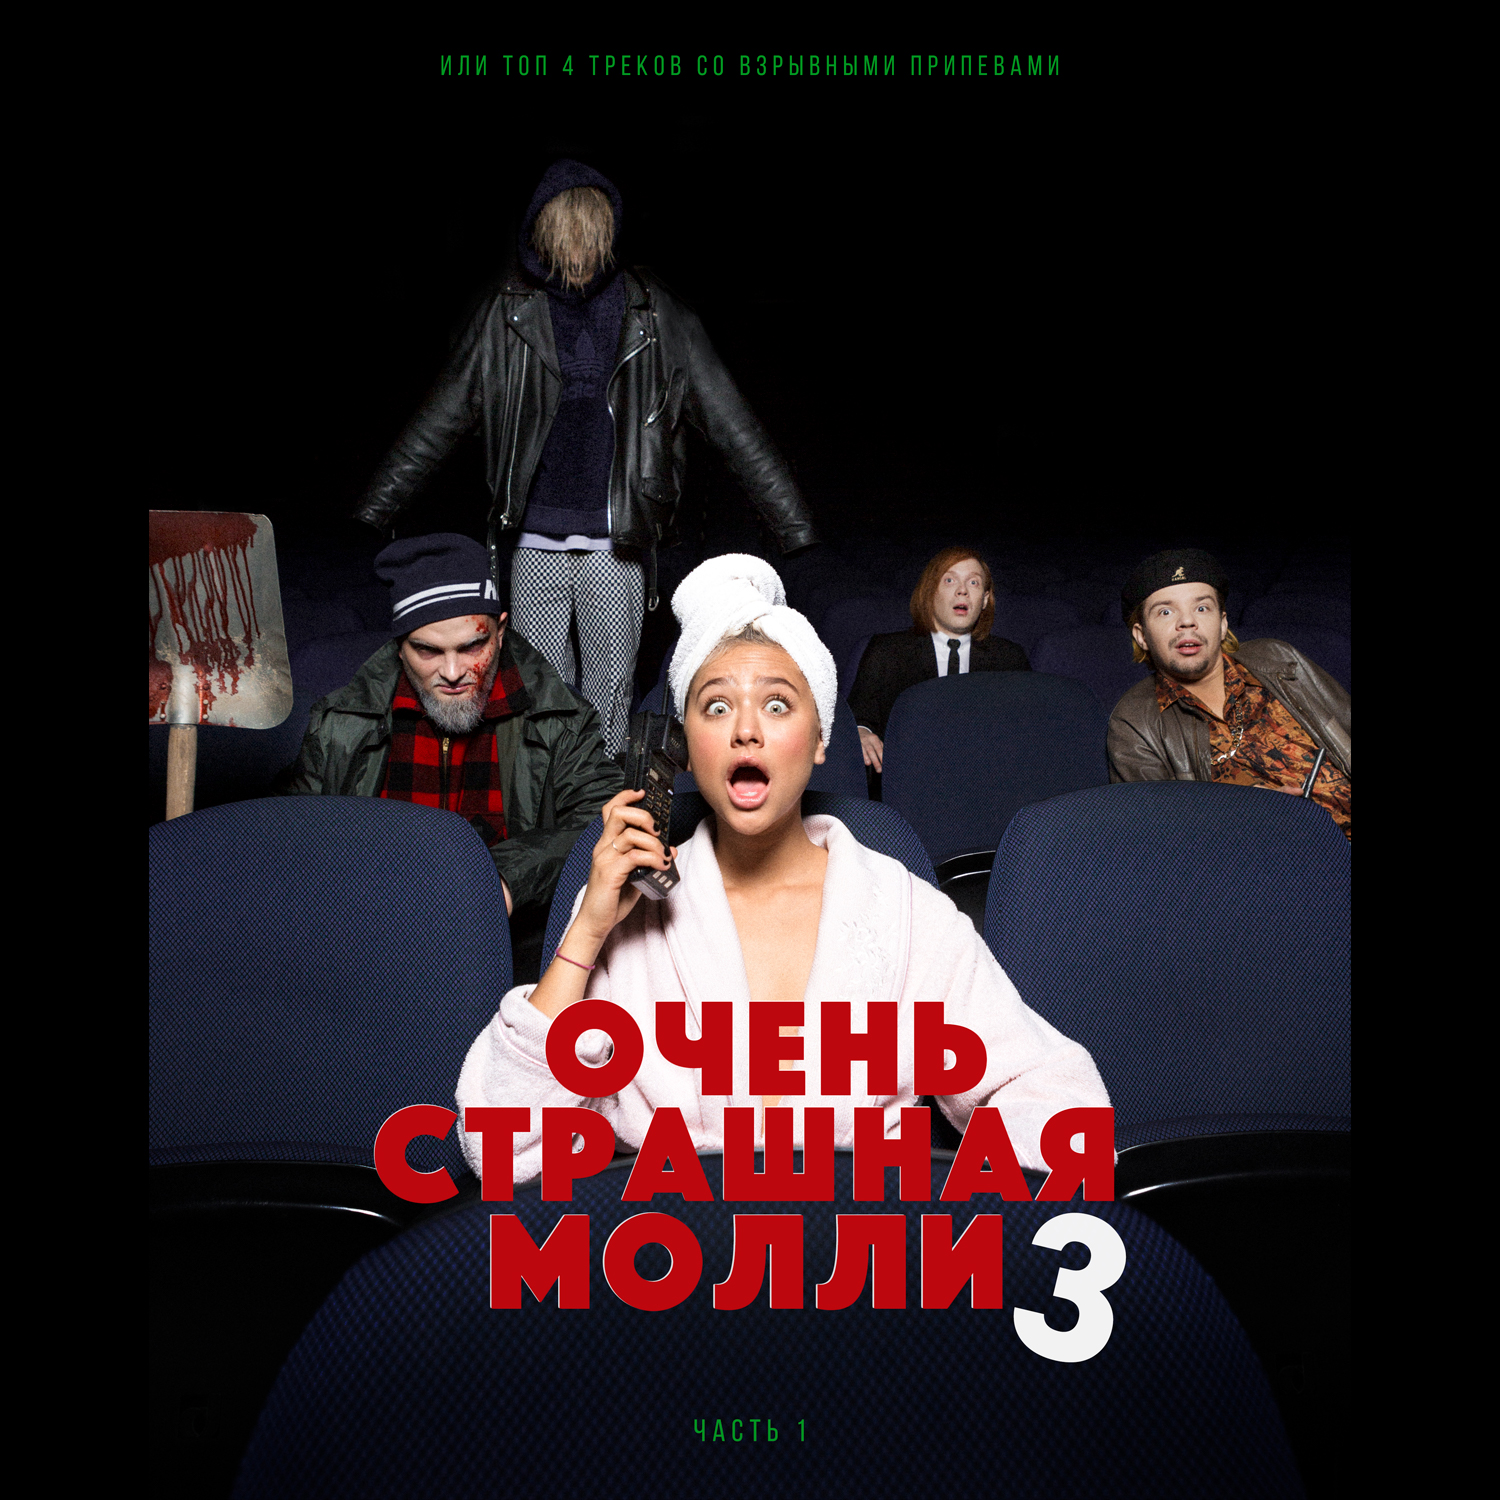 ИЛИ ТОП 4 ТРЕКОВ СО ВЗРЫВНЫМИ ПРИПЕВАМИ
ОЧЕНЬ
СТРАШНАЯ
МОЛЛИ 3
ЧАСТЬ 1